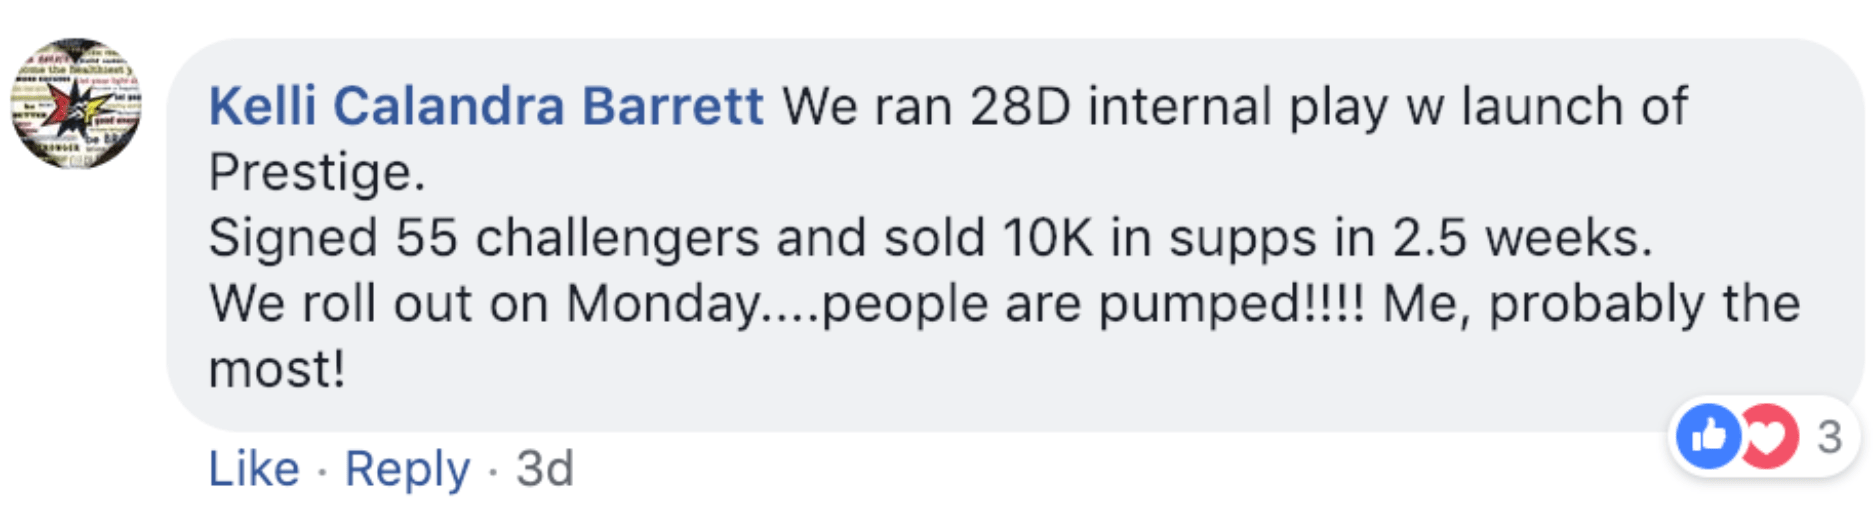 Kelli Calandra Barrett We ran 28D internal play w launch of
Prestige.
Signed 55 challengers and sold 10K in supps in 2.5 weeks.
We roll out on Monday....people are pumped!!!! Me, probably the
most!
3
Like · Reply · 3d